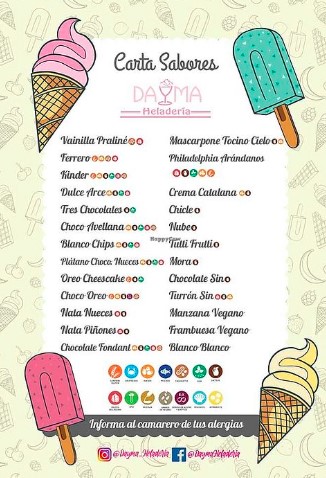 Carta Sabores
DAYMA
Heladería
Vainilla Praliné
Ferrero
Kinder
Dulce Arce
Tres Chocolates
Choco Avellana
Blanco Chips
Plátano Choco. Nueces
Oreo Cheescake
Choco Oreo
Nata Nueces
Nata Piñones
Chocolate Fondant
Mascarpone Tocino Cielo
Philadelphia Arándanos
Crema Catalana
Chicle
Nube
Tutti Frutti
Mora
Chocolate Sin
Turrón Sin
Manzana Vegano
Frambuesa Vegano
Blanco Blanco
HappyCow
Informa al camarero de tus alergias
@Dayma_Heladeria
@DaymaHeladeria